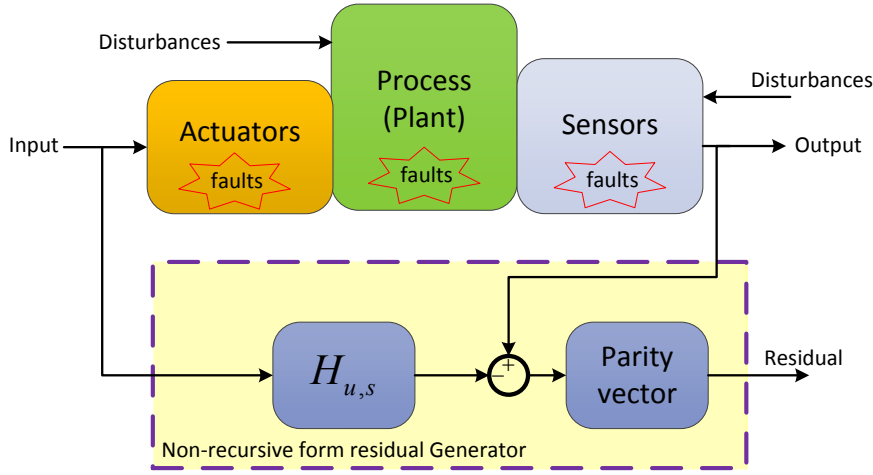 Disturbances
Process
(Plant)
faults
Disturbances
Input
Actuators
faults
Sensors
faults
Output
H_{u,s}
+
−
Parity
vector
Residual
Non-recursive form residual Generator